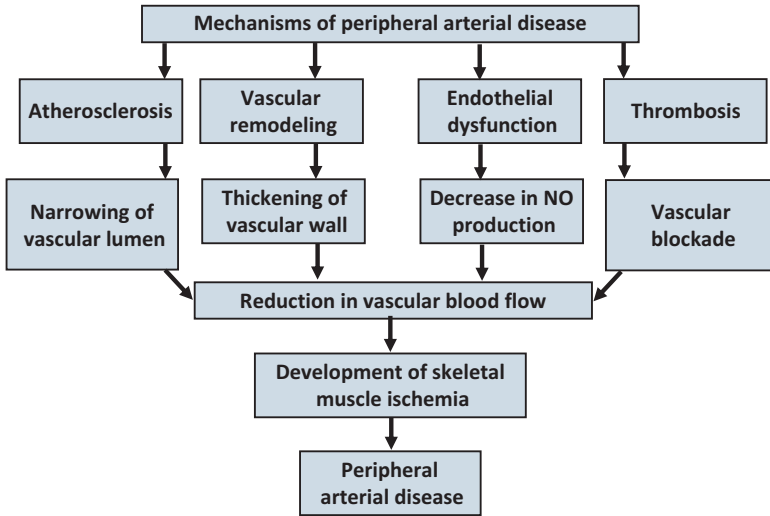 Mechanisms of peripheral arterial disease
Atherosclerosis
Vascular
remodeling
Endothelial
dysfunction
Thrombosis
Narrowing of
vascular lumen
Thickening of
vascular wall
Decrease in NO
production
Vascular
blockade
Reduction in vascular blood flow
Development of skeletal
muscle ischemia
Peripheral
arterial disease